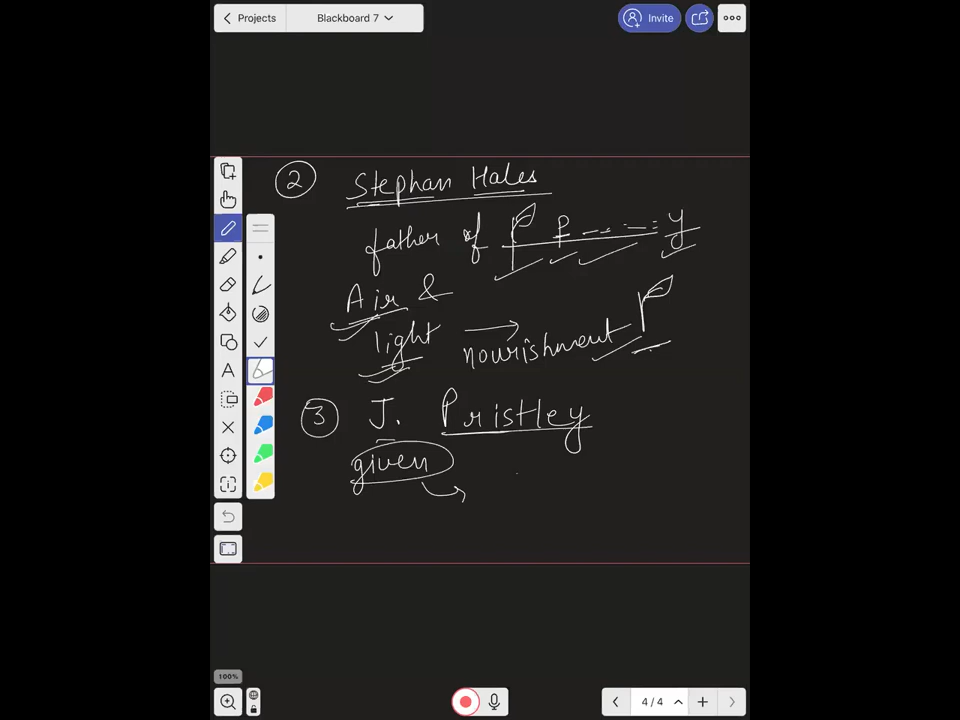 Projects
Blackboard 7
Invite
2 Stephan Hales
father of P -- -- y
Air &
light → nourishment
3 J. Pristley
given
A
100%
4/4